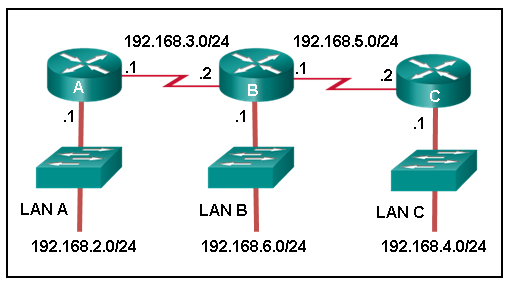 192.168.3.0/24 192.168.5.0/24
.1 .2 .1 .2
A B C
.1 .1 .1
LAN A LAN B LAN C
192.168.2.0/24 192.168.6.0/24 192.168.4.0/24